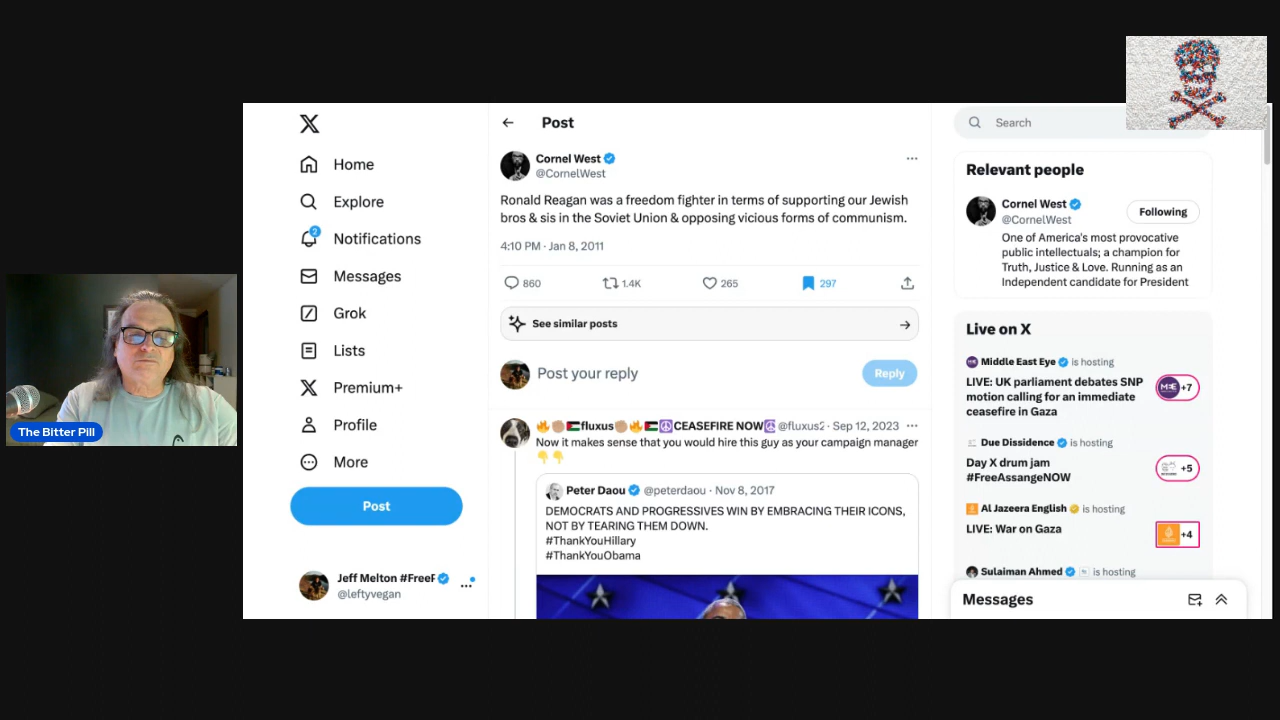 Home
Explore
2
Notifications
Messages
Grok
Lists
Premium+
Profile
More
Post
Jeff Melton #FreeF
@leftyvegan
...
The Bitter Pill
Post
Cornel West
@CornelWest
...
Ronald Reagan was a freedom fighter in terms of supporting our Jewish
bros & sis in the Soviet Union & opposing vicious forms of communism.
4:10 PM · Jan 8, 2011
860 1.4K 265 297
See similar posts
Post your reply
Reply
🔥✊🏽🇵🇸fluxus✊🏽🔥🇵🇸☮️CEASEFIRE NOW☮️ @fluxus2 · Sep 12, 2023 ...
Now it makes sense that you would hire this guy as your campaign manager
👇👇
Peter Daou @peterdaou · Nov 8, 2017
DEMOCRATS AND PROGRESSIVES WIN BY EMBRACING THEIR ICONS,
NOT BY TEARING THEM DOWN.
#ThankYouHillary
#ThankYouObama
Search
Relevant people
Cornel West
@CornelWest
Following
One of America's most provocative
public intellectuals; a champion for
Truth, Justice & Love. Running as an
Independent candidate for President
Live on X
Middle East Eye is hosting
LIVE: UK parliament debates SNP
motion calling for an immediate
ceasefire in Gaza
+7
Due Dissidence is hosting
Day X drum jam
#FreeAssangeNOW
+5
Al Jazeera English is hosting
LIVE: War on Gaza
+4
Sulaiman Ahmed is hosting
Messages